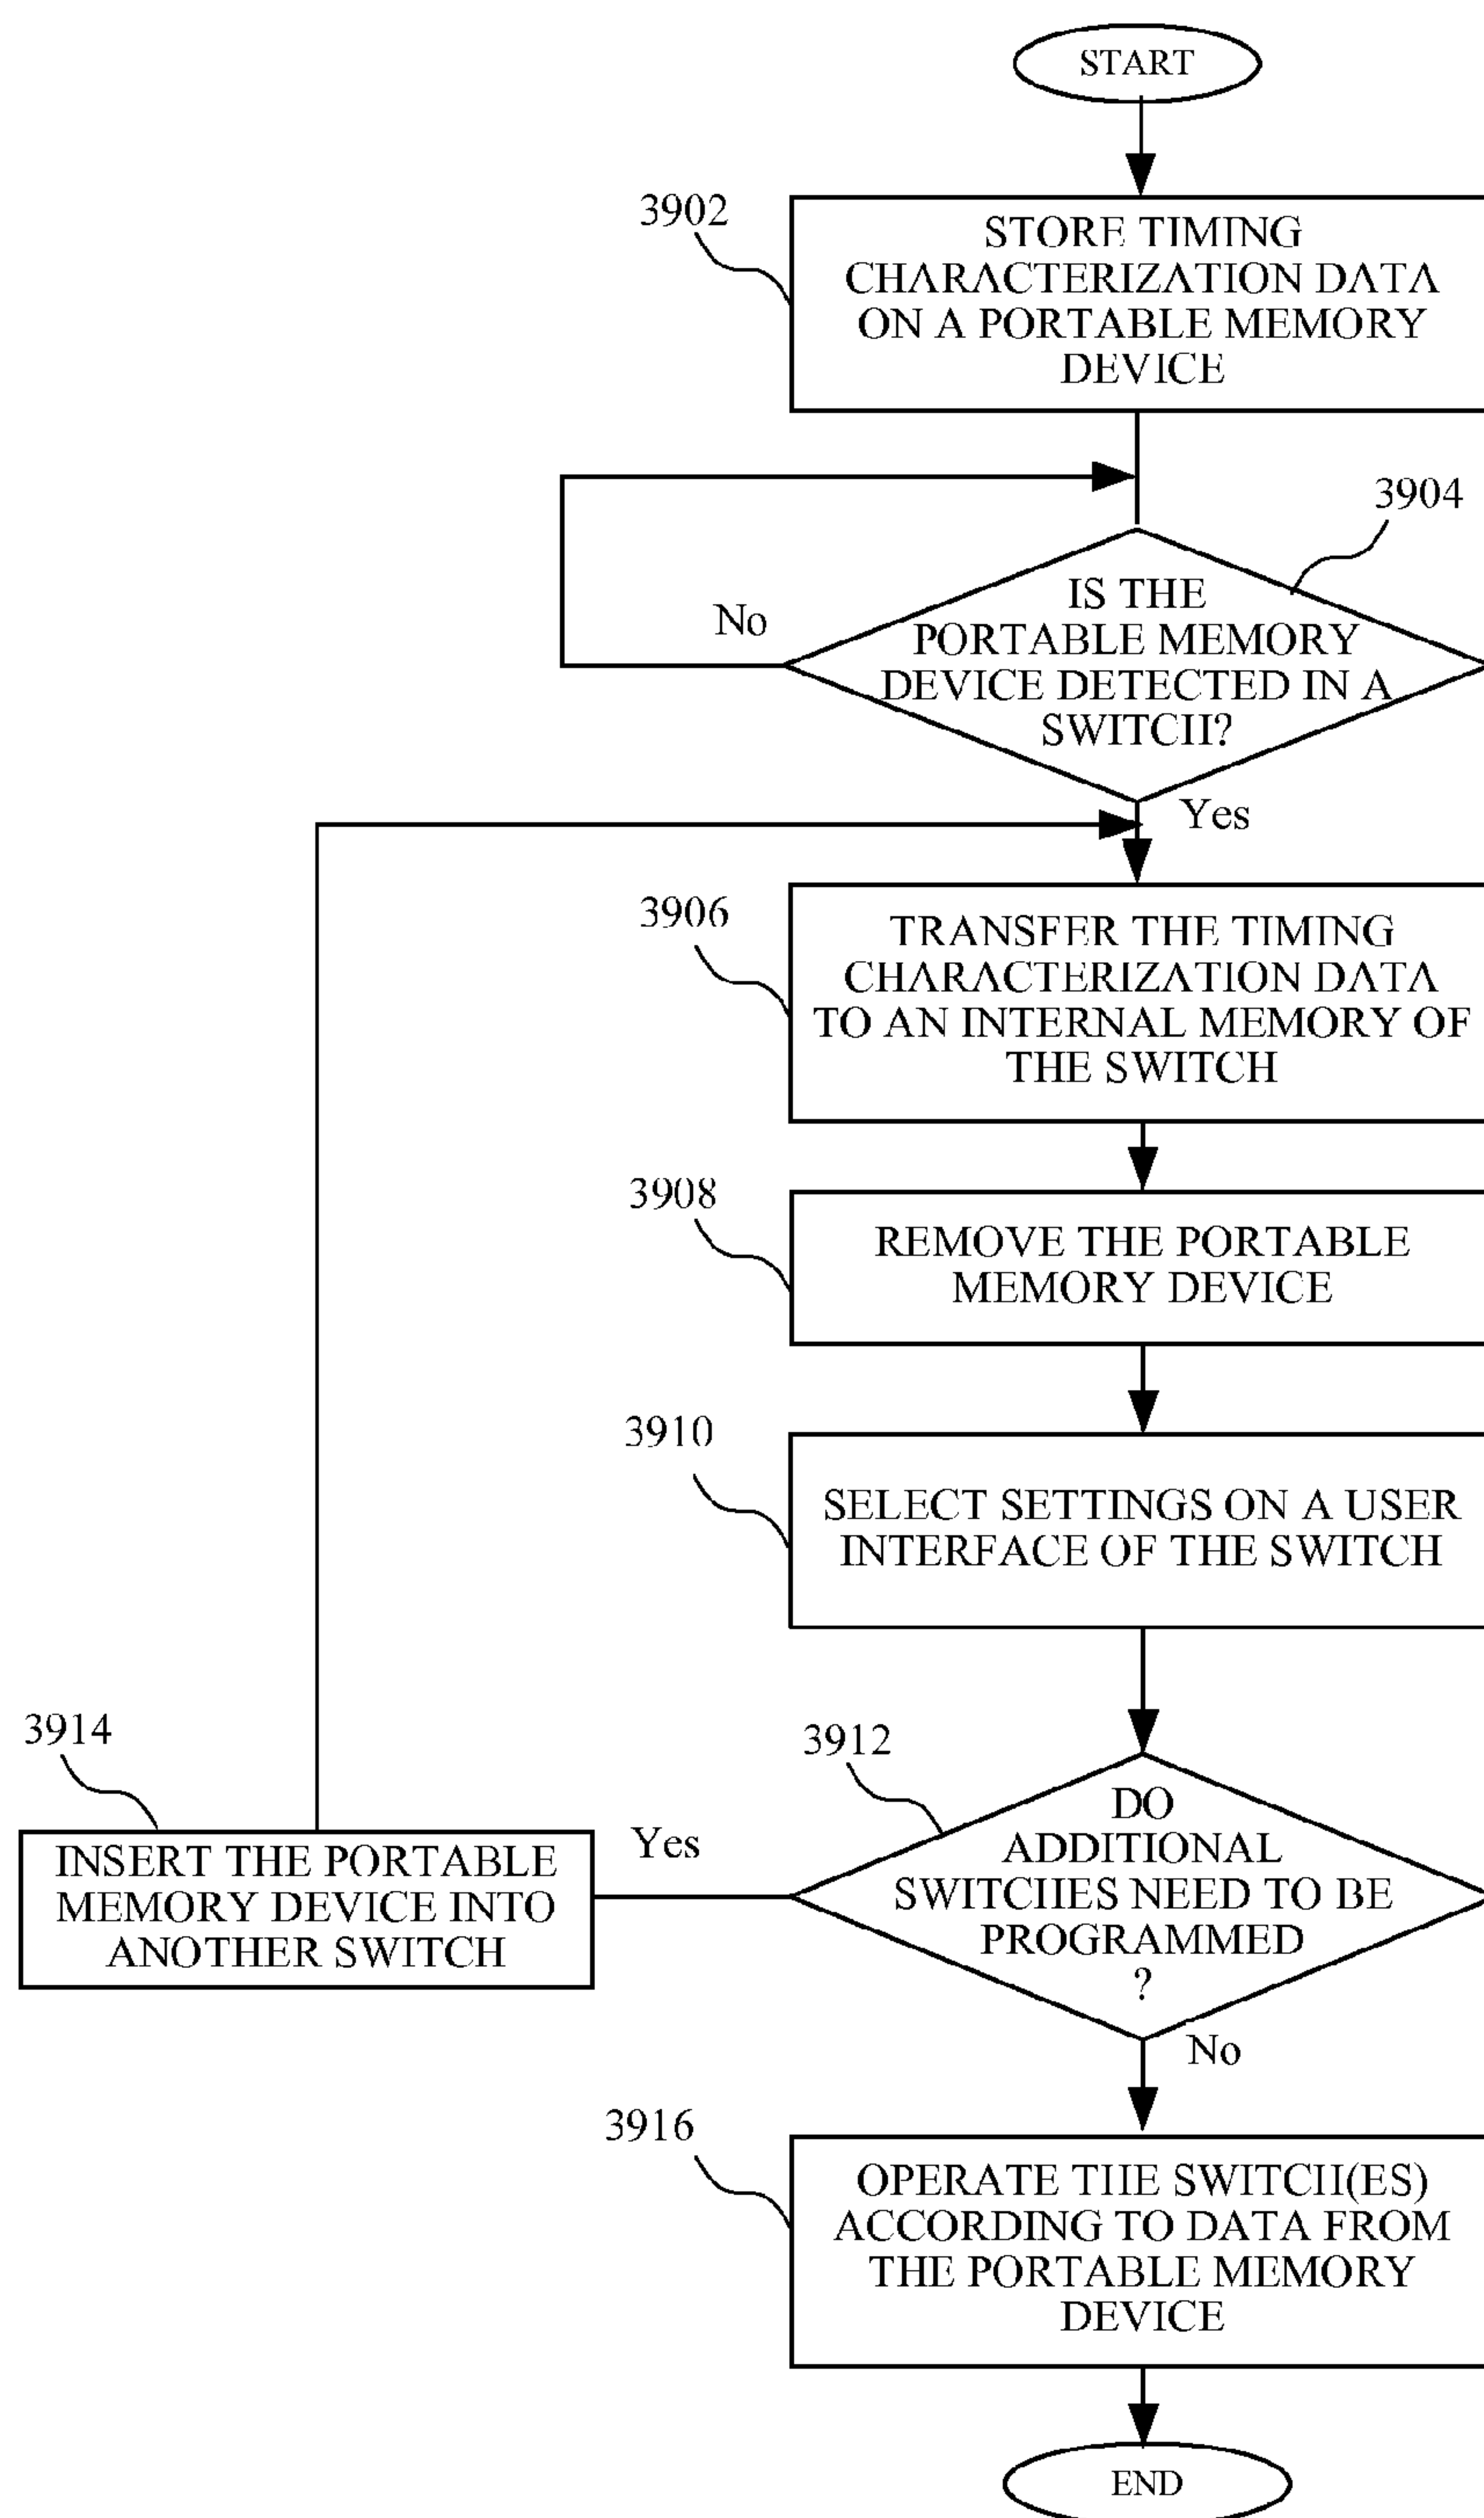 START
3902
STORE TIMING
CHARACTERIZATION DATA
ON A PORTABLE MEMORY
DEVICE
3904
IS THE
PORTABLE MEMORY
DEVICE DETECTED IN A
SWITCH?
No
Yes
3906
TRANSFER THE TIMING
CHARACTERIZATION DATA
TO AN INTERNAL MEMORY OF
THE SWITCH
3908
REMOVE THE PORTABLE
MEMORY DEVICE
3910
SELECT SETTINGS ON A USER
INTERFACE OF THE SWITCH
3914
INSERT THE PORTABLE
MEMORY DEVICE INTO
ANOTHER SWITCH
Yes
3912
DO
ADDITIONAL
SWITCHES NEED TO BE
PROGRAMMED
?
No
3916
OPERATE THE SWITCH(ES)
ACCORDING TO DATA FROM
THE PORTABLE MEMORY
DEVICE
END